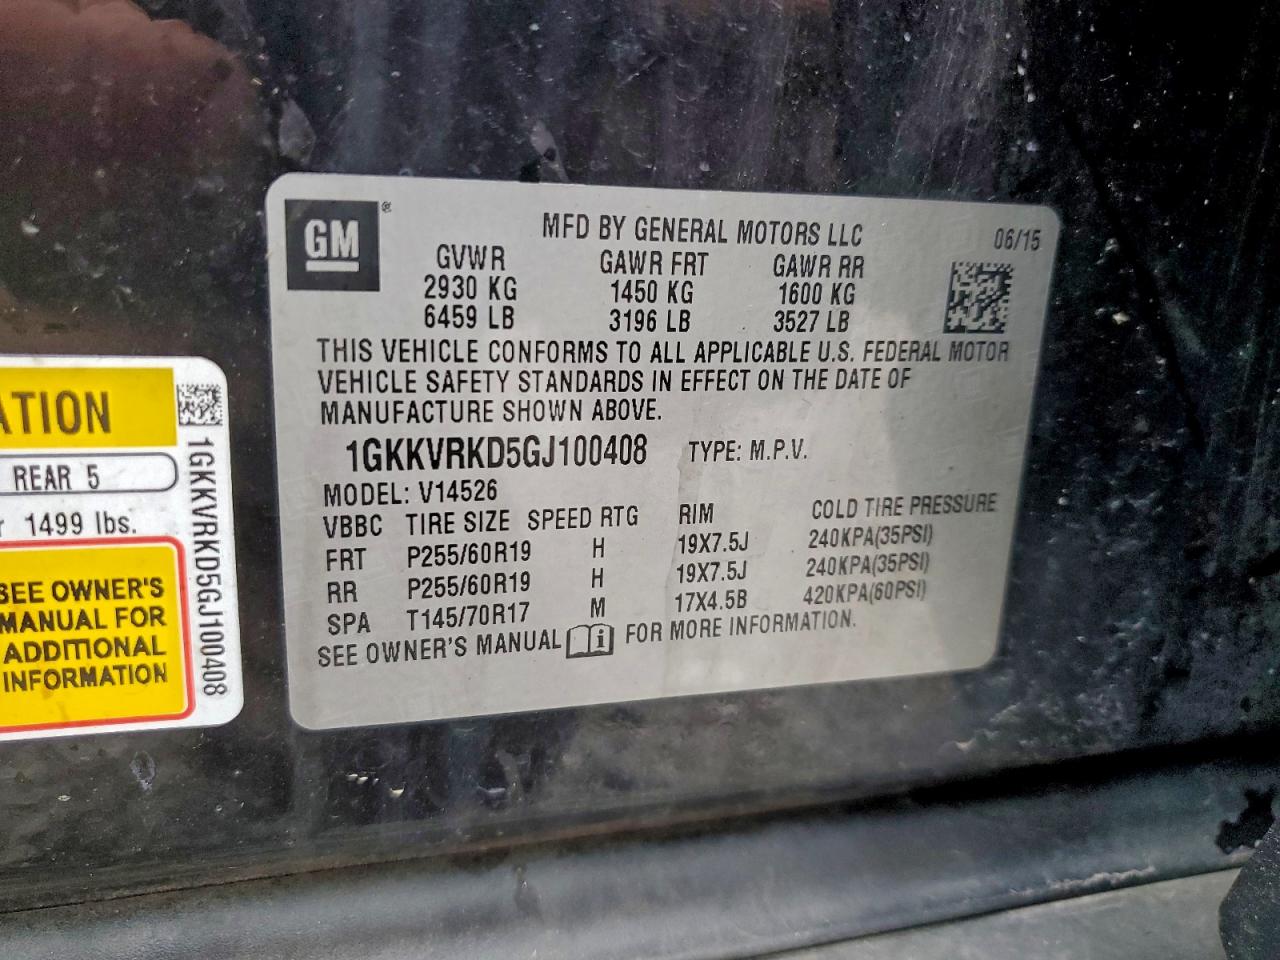 GM ®
MFD BY GENERAL MOTORS LLC
06/15
GVWR GAWR FRT GAWR RR
2930 KG 1450 KG 1600 KG
6459 LB 3196 LB 3527 LB
THIS VEHICLE CONFORMS TO ALL APPLICABLE U.S. FEDERAL MOTOR
VEHICLE SAFETY STANDARDS IN EFFECT ON THE DATE OF
MANUFACTURE SHOWN ABOVE.
1GKKVRKD5GJ100408 TYPE: M.P.V.
MODEL: V14526
VBBC TIRE SIZE SPEED RTG RIM COLD TIRE PRESSURE
FRT P255/60R19 H 19X7.5J 240KPA(35PSI)
RR P255/60R19 H 19X7.5J 240KPA(35PSI)
SPA T145/70R17 M 17X4.5B 420KPA(60PSI)
SEE OWNER'S MANUAL i FOR MORE INFORMATION.
ATION
REAR 5
r 1499 lbs.
SEE OWNER'S
MANUAL FOR
ADDITIONAL
INFORMATION
1GKKVRKD5GJ100408